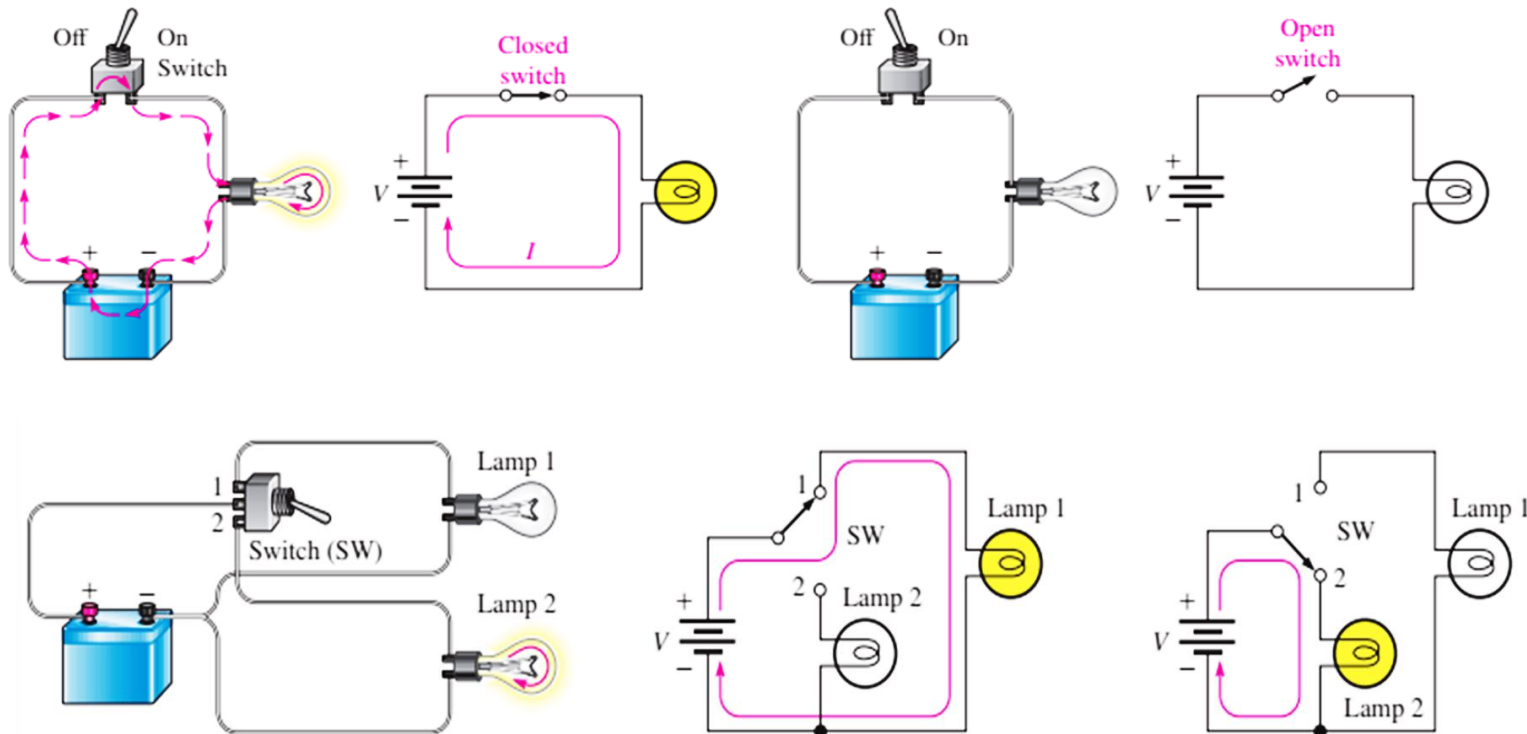 Off
On
Switch
+
−
Closed
switch
+
V
−
I
Off
On
+
−
Open
switch
+
V
−
1
2
Switch (SW)
Lamp 1
+
−
Lamp 2
1
SW
2
Lamp 1
Lamp 2
+
V
−
1
SW
2
Lamp 1
+
V
−
Lamp 2